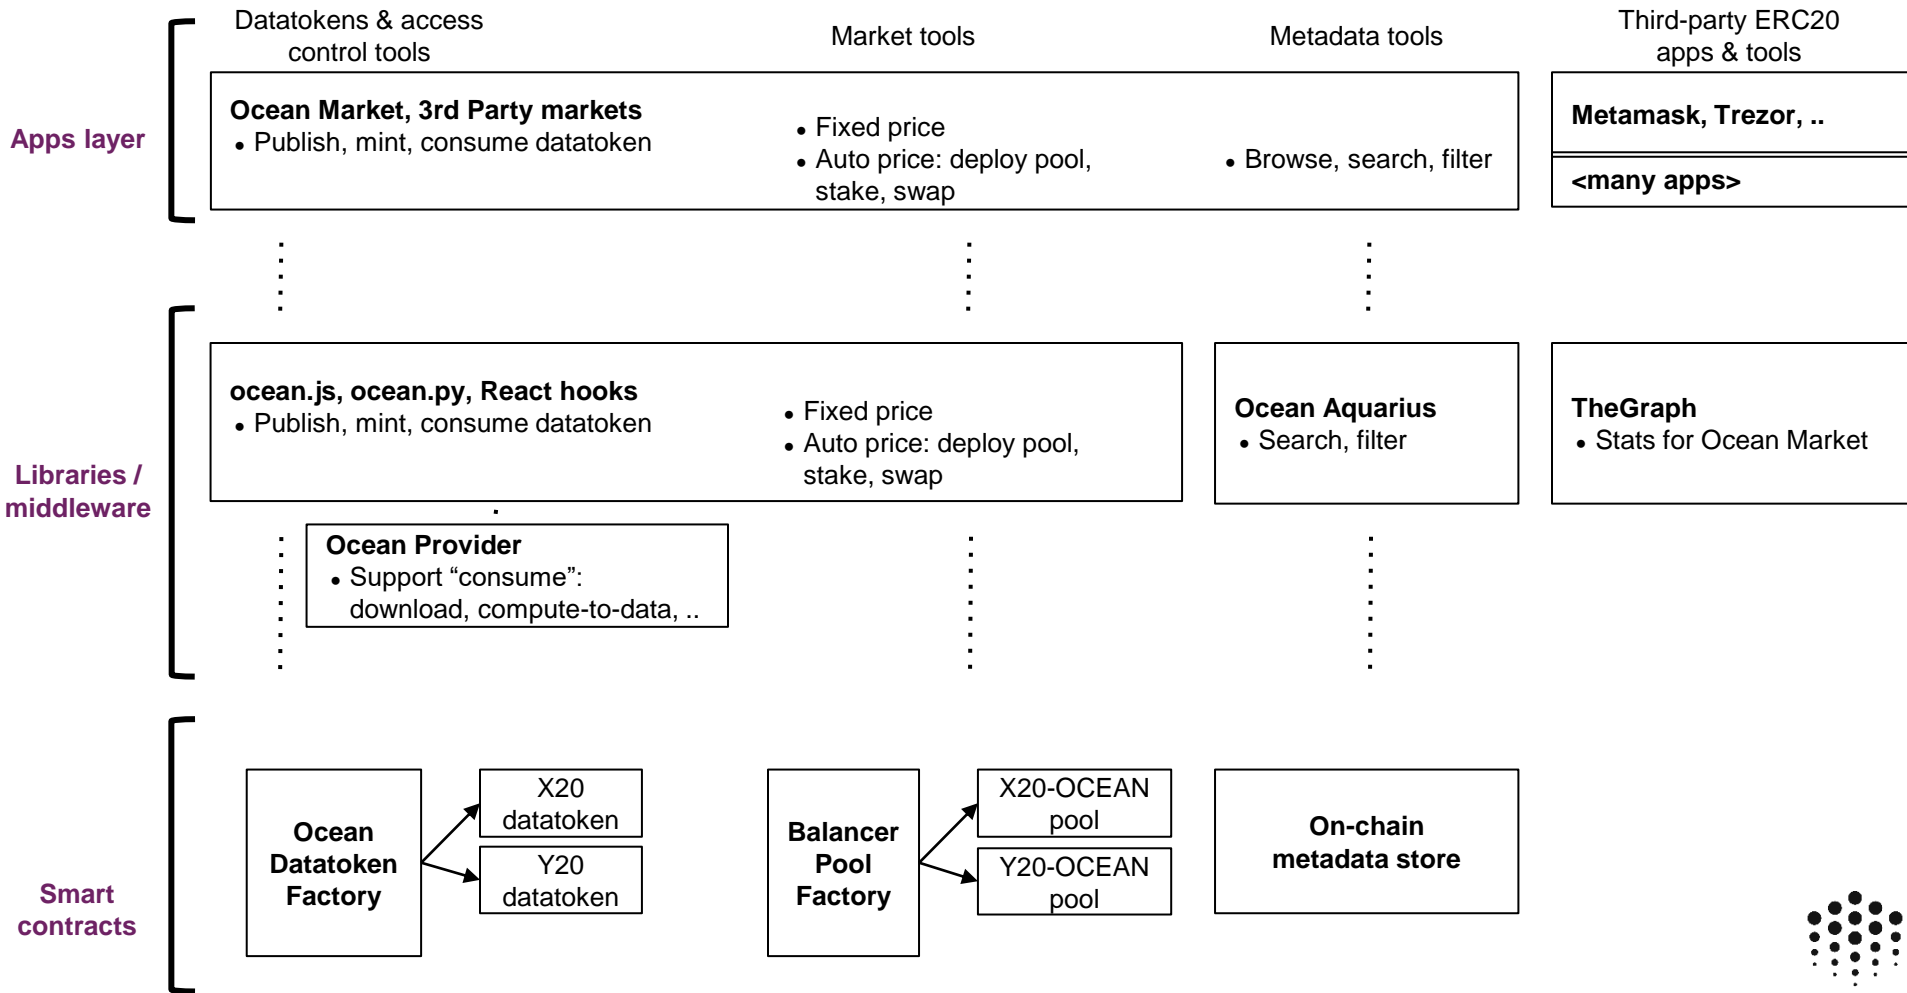 Datatokens & access
control tools
Market tools
Metadata tools
Third-party ERC20
apps & tools
Apps layer
Ocean Market, 3rd Party markets
• Publish, mint, consume datatoken
• Fixed price
• Auto price: deploy pool,
stake, swap
• Browse, search, filter
Metamask, Trezor, ..
<many apps>
Libraries /
middleware
ocean.js, ocean.py, React hooks
• Publish, mint, consume datatoken
• Fixed price
• Auto price: deploy pool,
stake, swap
Ocean Aquarius
• Search, filter
TheGraph
• Stats for Ocean Market
Ocean Provider
• Support “consume”:
download, compute-to-data, ..
Smart
contracts
Ocean
Datatoken
Factory
X20
datatoken
Y20
datatoken
Balancer
Pool
Factory
X20-OCEAN
pool
Y20-OCEAN
pool
On-chain
metadata store